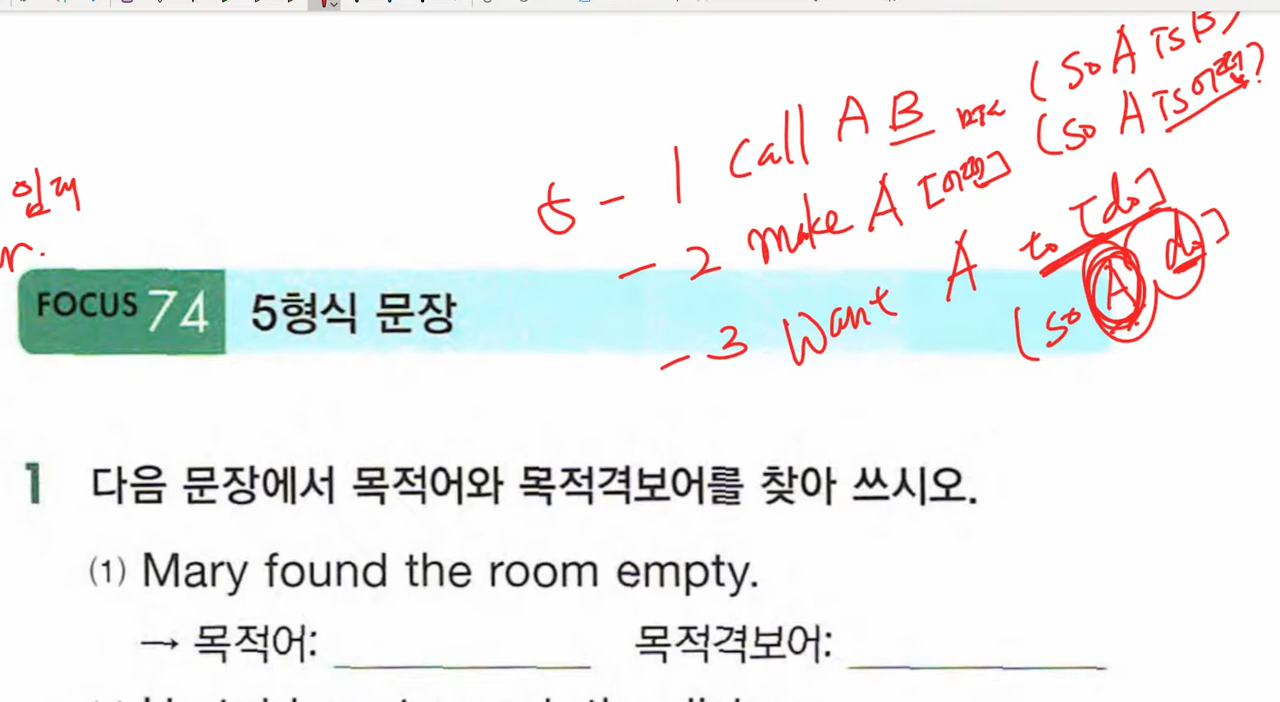 5 - 1 call A B (so A is B)
- 2 make A [어떤] (so A is 어떤?)
- 3 want A to [do]
(so A do]
입
r.
FOCUS 74 5형식 문장
1 다음 문장에서 목적어와 목적격보어를 찾아 쓰시오.
(1) Mary found the room empty.
→ 목적어: 목적격보어: